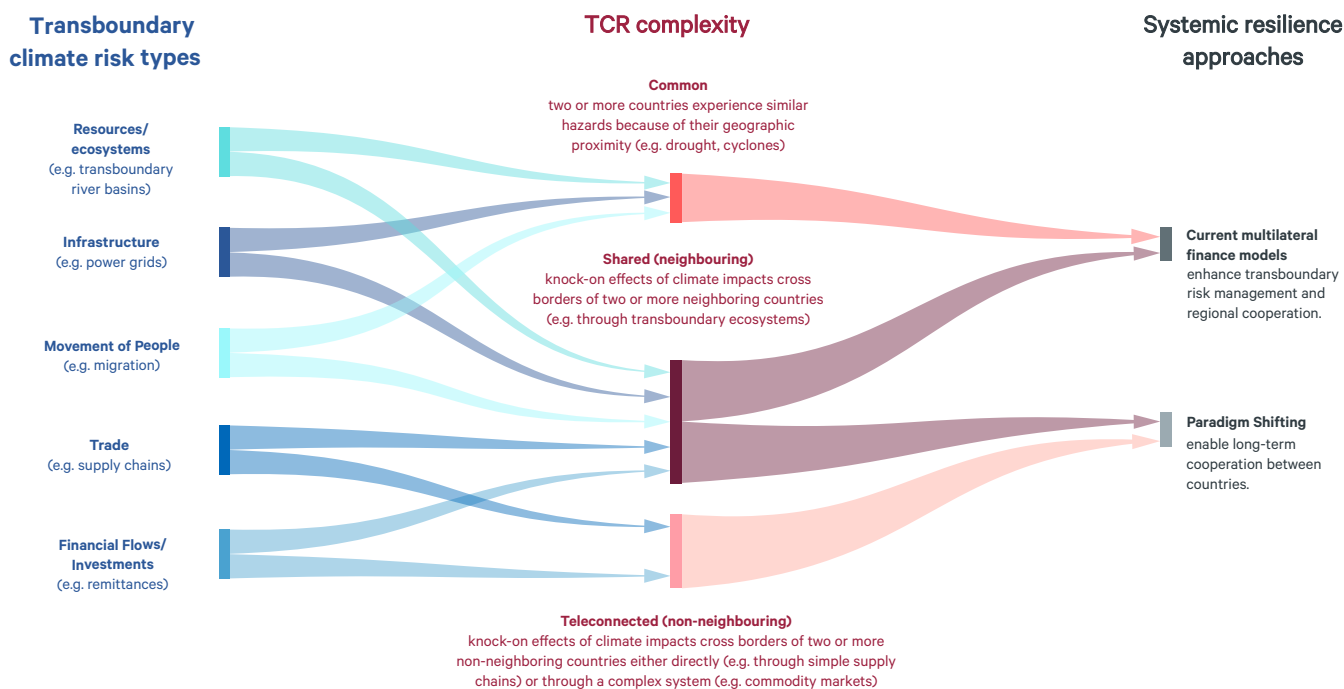 Transboundary
climate risk types
TCR complexity
Systemic resilience
approaches
Resources/
ecosystems
(e.g. transboundary
river basins)
Infrastructure
(e.g. power grids)
Movement of People
(e.g. migration)
Trade
(e.g. supply chains)
Financial Flows/
Investments
(e.g. remittances)
Common
two or more countries experience similar
hazards because of their geographic
proximity (e.g. drought, cyclones)
Shared (neighbouring)
knock-on effects of climate impacts cross
borders of two or more neighboring countries
(e.g. through transboundary ecosystems)
Teleconnected (non-neighbouring)
knock-on effects of climate impacts cross borders of two or more
non-neighboring countries either directly (e.g. through simple supply
chains) or through a complex system (e.g. commodity markets)
Current multilateral
finance models
enhance transboundary
risk management and
regional cooperation.
Paradigm Shifting
enable long-term
cooperation between
countries.